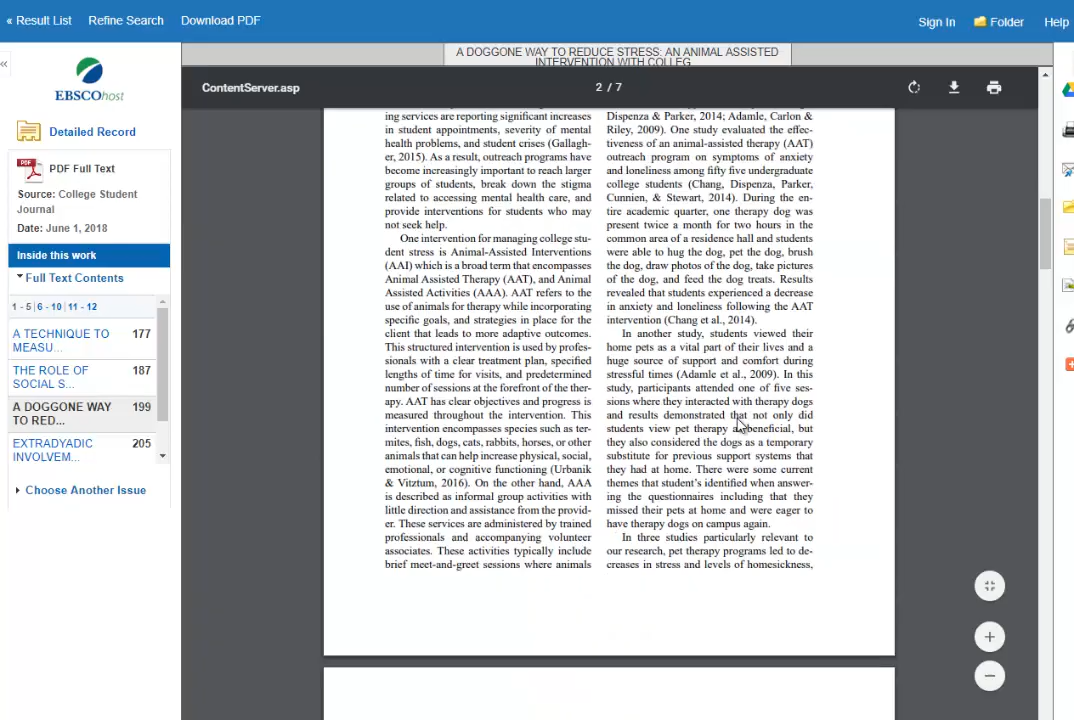 « Result List Refine Search Download PDF
Sign In Folder Help
«
EBSCOhost
Detailed Record
PDF Full Text
Source: College Student
Journal
Date: June 1, 2018
Inside this work
Full Text Contents
1 - 5 | 6 - 10 | 11 - 12
A TECHNIQUE TO 177
MEASU...
THE ROLE OF 187
SOCIAL S...
A DOGGONE WAY 199
TO RED...
EXTRADYADIC 205
INVOLVEM...
Choose Another Issue
A DOGGONE WAY TO REDUCE STRESS: AN ANIMAL ASSISTED
INTERVENTION WITH COLLEG
ContentServer.asp 2 / 7
ing services are reporting significant increases
in student appointments, severity of mental
health problems, and student crises (Gallagh-
er, 2015). As a result, outreach programs have
become increasingly important to reach larger
groups of students, break down the stigma
related to accessing mental health care, and
provide interventions for students who may
not seek help.
One intervention for managing college stu-
dent stress is Animal-Assisted Interventions
(AAI) which is a broad term that encompasses
Animal Assisted Therapy (AAT), and Animal
Assisted Activities (AAA). AAT refers to the
use of animals for therapy while incorporating
specific goals, and strategies in place for the
client that leads to more adaptive outcomes.
This structured intervention is used by profes-
sionals with a clear treatment plan, specified
lengths of time for visits, and predetermined
number of sessions at the forefront of the ther-
apy. AAT has clear objectives and progress is
measured throughout the intervention. This
intervention encompasses species such as ter-
mites, fish, dogs, cats, rabbits, horses, or other
animals that can help increase physical, social,
emotional, or cognitive functioning (Urbanik
& Vitztum, 2016). On the other hand, AAA
is described as informal group activities with
little direction and assistance from the provid-
er. These services are administered by trained
professionals and accompanying volunteer
associates. These activities typically include
brief meet-and-greet sessions where animals
Dispenza & Parker, 2014; Adamle, Carlon &
Riley, 2009). One study evaluated the effec-
tiveness of an animal-assisted therapy (AAT)
outreach program on symptoms of anxiety
and loneliness among fifty five undergraduate
college students (Chang, Dispenza, Parker,
Cunnien, & Stewart, 2014). During the en-
tire academic quarter, one therapy dog was
present twice a month for two hours in the
common area of a residence hall and students
were able to hug the dog, pet the dog, brush
the dog, draw photos of the dog, take pictures
of the dog, and feed the dog treats. Results
revealed that students experienced a decrease
in anxiety and loneliness following the AAT
intervention (Chang et al., 2014).
In another study, students viewed their
home pets as a vital part of their lives and a
huge source of support and comfort during
stressful times (Adamle et al., 2009). In this
study, participants attended one of five ses-
sions where they interacted with therapy dogs
and results demonstrated that not only did
students view pet therapy as beneficial, but
they also considered the dogs as a temporary
substitute for previous support systems that
they had at home. There were some current
themes that student's identified when answer-
ing the questionnaires including that they
missed their pets at home and were eager to
have therapy dogs on campus again.
In three studies particularly relevant to
our research, pet therapy programs led to de-
creases in stress and levels of homesickness,